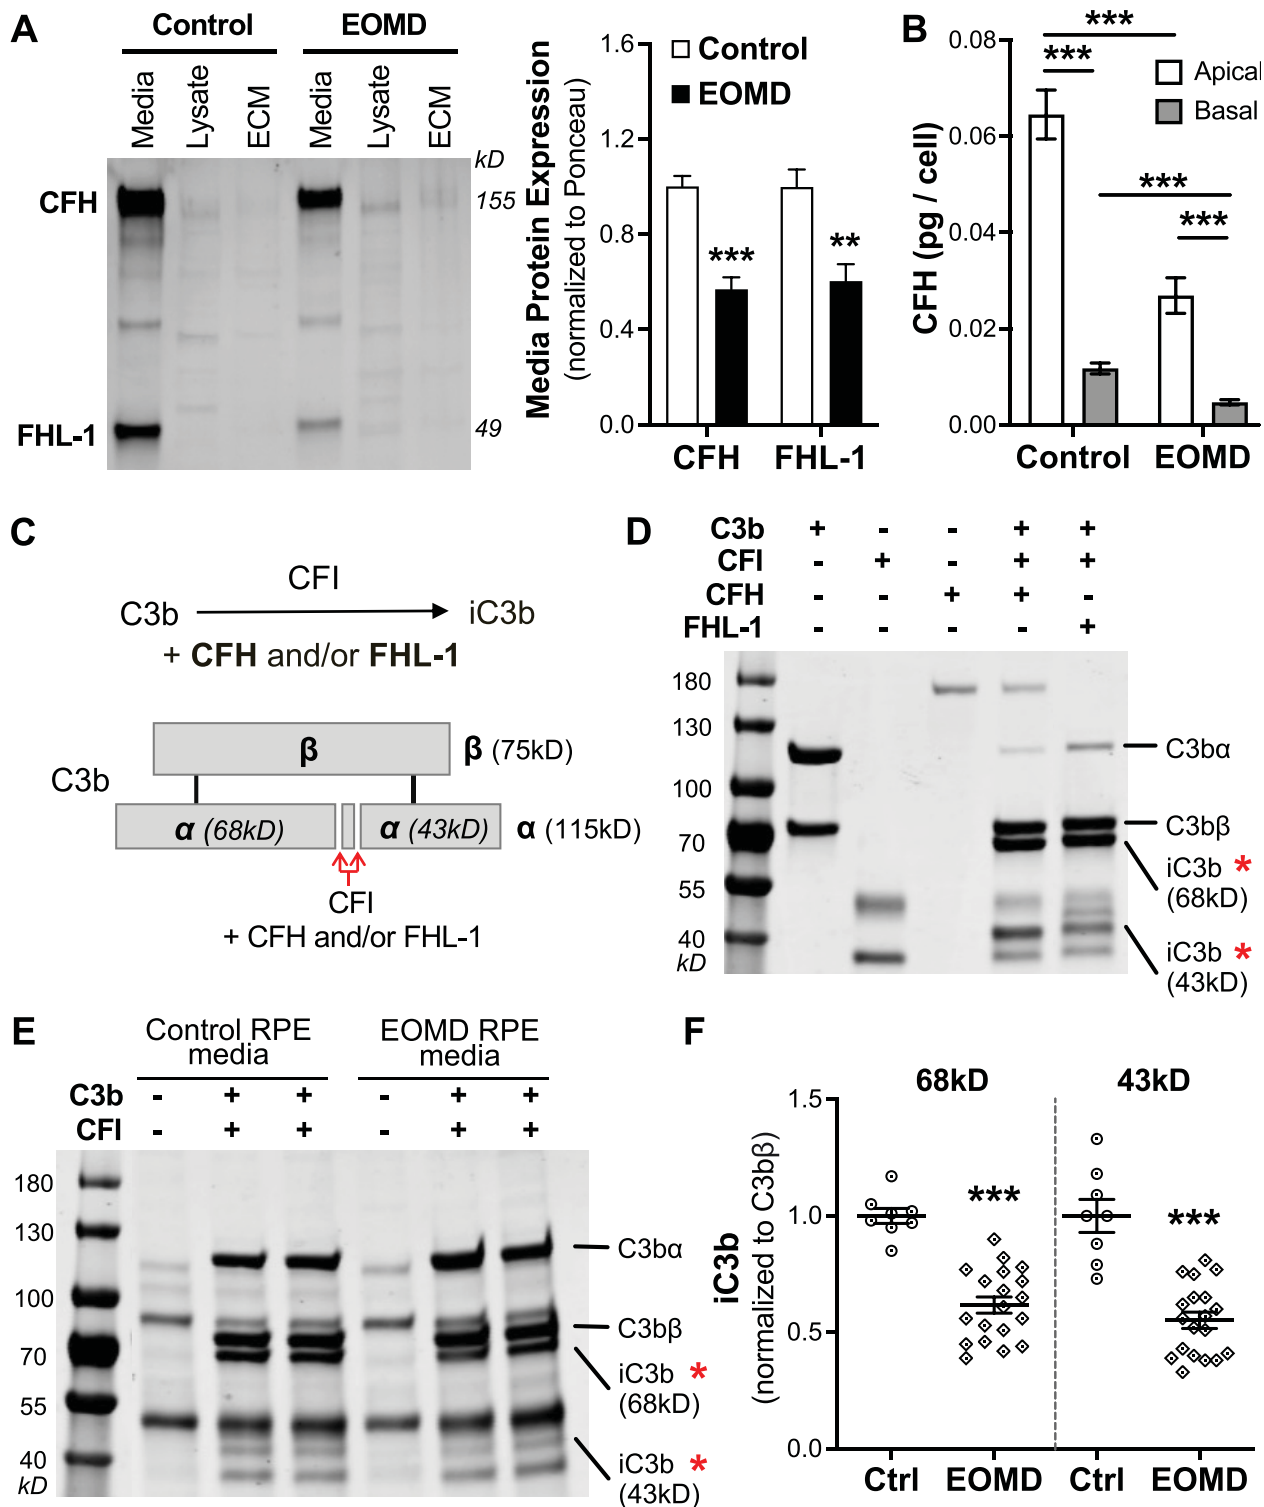 A
Control
EOMD
Media
Lysate
ECM
Media
Lysate
ECM
kD
CFH
155
FHL-1
49
Media Protein Expression
(normalized to Ponceau)
1.6
1.2
0.8
0.4
0.0
Control
EOMD
***
**
CFH
FHL-1
B
CFH (pg / cell)
0.08
0.06
0.04
0.02
0.00
***
***
***
***
Apical
Basal
Control
EOMD
C
CFI
C3b
iC3b
+ CFH and/or FHL-1
β
β (75kD)
C3b
α (68kD)
α (43kD)
α (115kD)
CFI
+ CFH and/or FHL-1
D
C3b + - - + +
CFI - + - + +
CFH - - + + -
FHL-1 - - - - +
180
130
100
70
55
40
kD
C3bα
C3bβ
iC3b *
(68kD)
iC3b *
(43kD)
E
Control RPE
media
EOMD RPE
media
C3b - + + - + +
CFI - + + - + +
180
130
100
70
55
40
kD
C3bα
C3bβ
iC3b *
(68kD)
iC3b *
(43kD)
F
68kD
43kD
iC3b
(normalized to C3bβ)
1.5
1.0
0.5
0.0
***
***
Ctrl
EOMD
Ctrl
EOMD